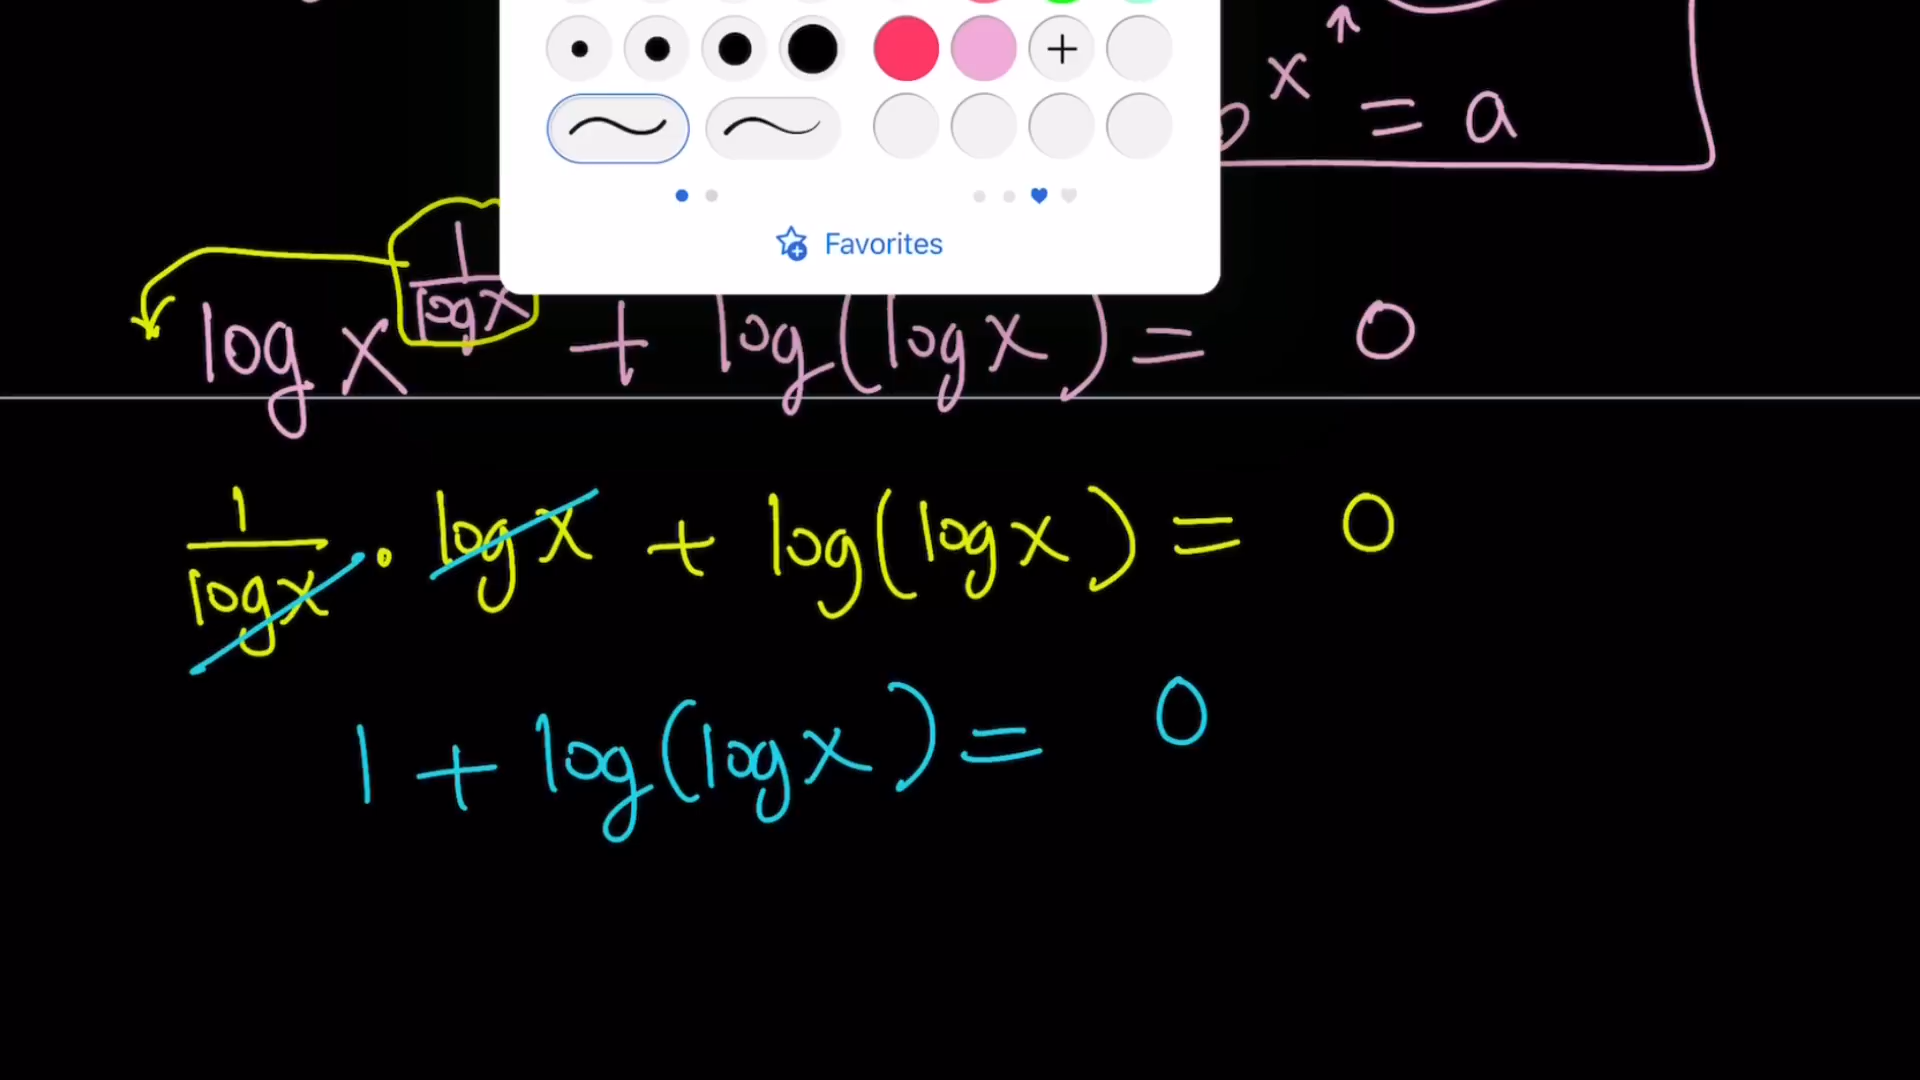 +
x
= a
Favorites
log x^(1/log x) + log(log x) = 0
1/log x · log x + log(log x) = 0
1 + log(log x) = 0